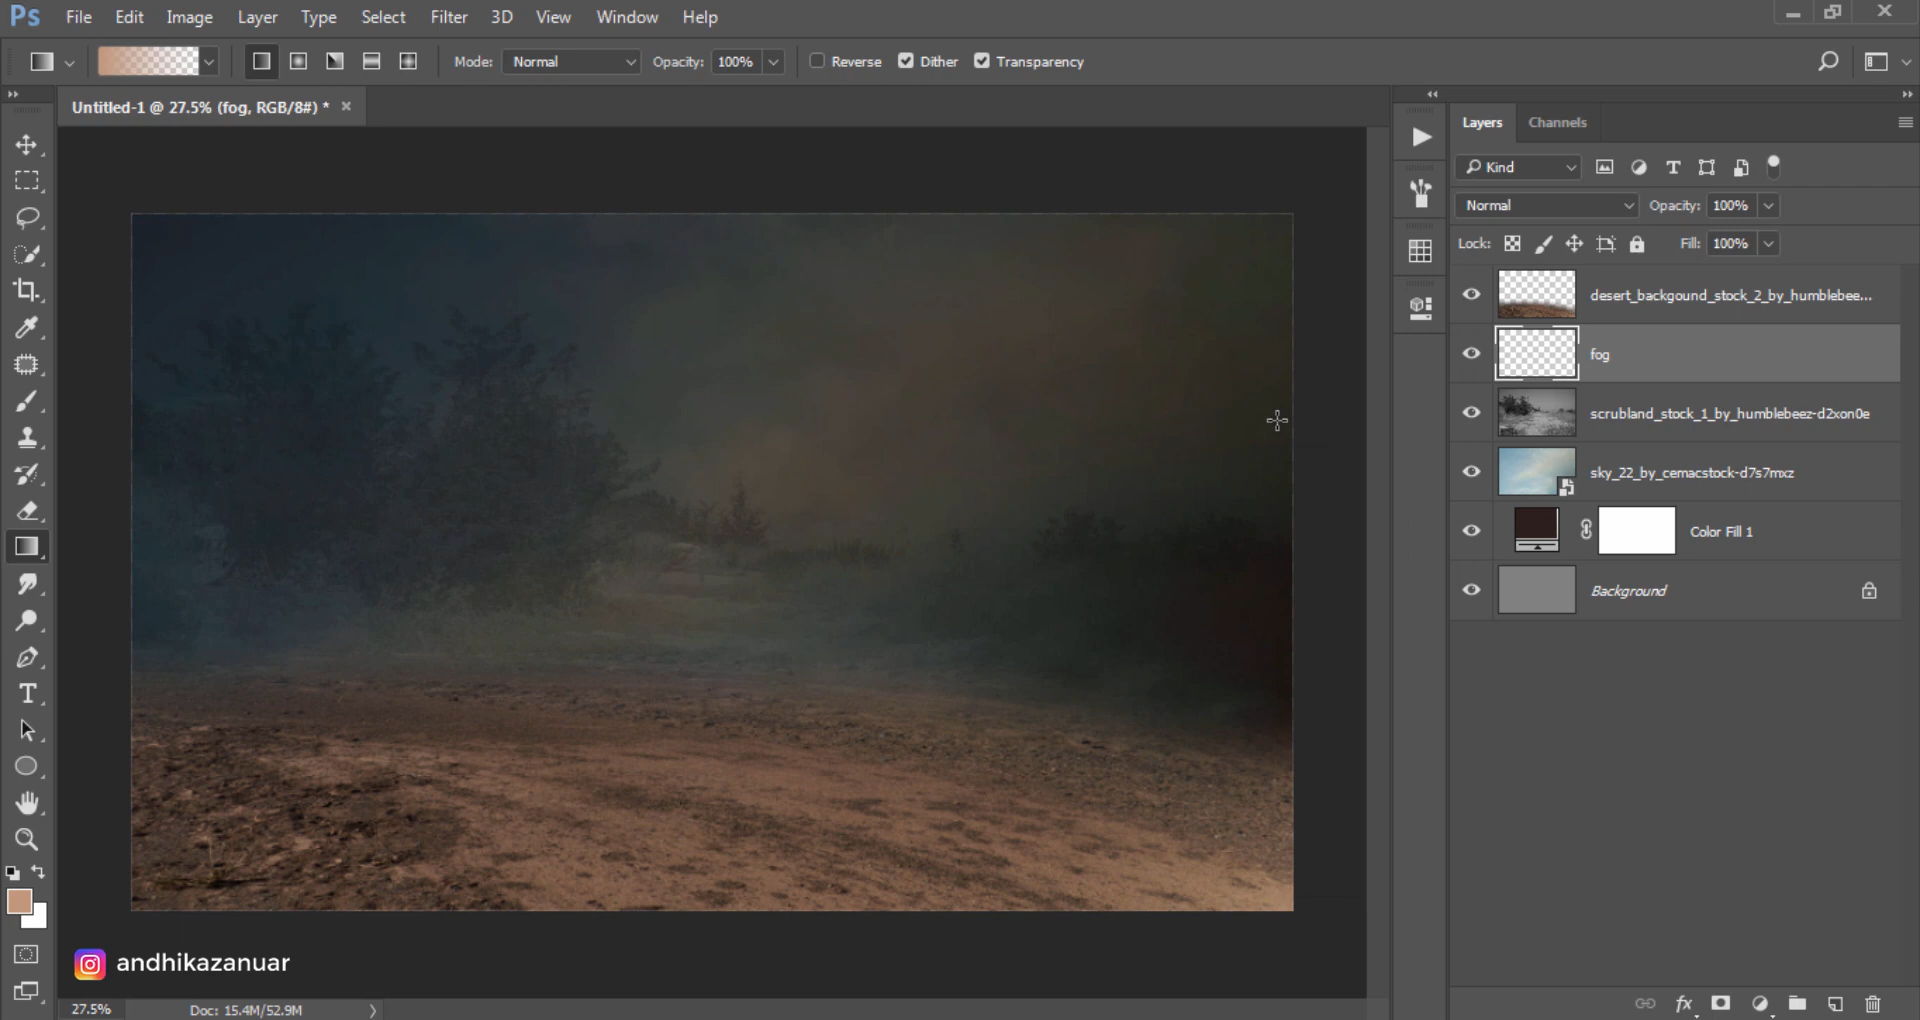 Ps File Edit Image Layer Type Select Filter 3D View Window Help
Mode: Normal Opacity: 100% Reverse Dither Transparency
Untitled-1 @ 27.5% (fog, RGB/8#) *
Layers Channels
Kind
Normal Opacity: 100%
Lock: Fill: 100%
desert_backgound_stock_2_by_humblebee...
fog
scrubland_stock_1_by_humblebeez-d2xon0e
sky_22_by_cemacstock-d7s7mxz
Color Fill 1
Background
andhikazanuar
27.5% Doc: 15.4M/52.9M